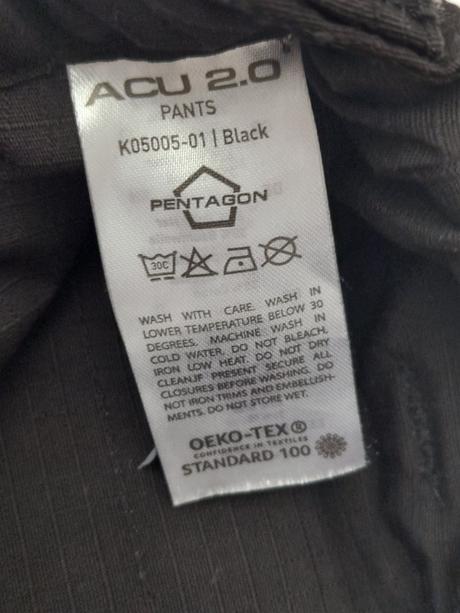 ACU 2.0
PANTS
K05005-01 | Black
PENTAGON
30C
WASH WITH CARE. WASH IN
LOWER TEMPERATURE BELOW 30
DEGREES. MACHINE WASH IN
COLD WATER. DO NOT BLEACH.
IRON LOW HEAT. DO NOT DRY
CLEAN.IF PRESENT SECURE ALL
CLOSURES BEFORE WASHING. DO
NOT IRON TRIMS AND EMBELLISH-
MENTS. DO NOT STORE WET.
OEKO-TEX®
CONFIDENCE IN TEXTILES
STANDARD 100